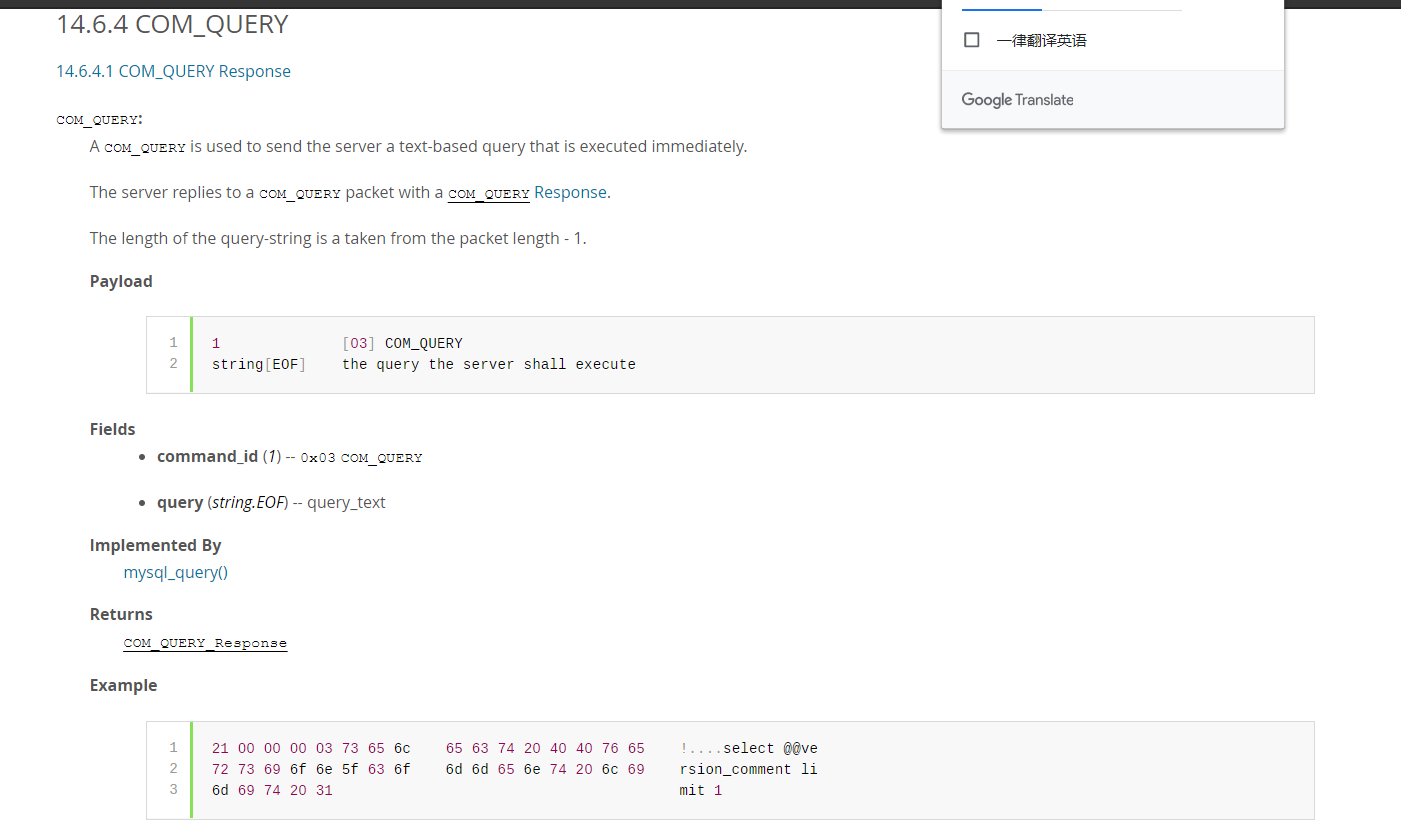 14.6.4 COM_QUERY
一律翻译英语
Google Translate
14.6.4.1 COM_QUERY Response
COM_QUERY:
A COM_QUERY is used to send the server a text-based query that is executed immediately.
The server replies to a COM_QUERY packet with a COM_QUERY Response.
The length of the query-string is a taken from the packet length - 1.
Payload
1 1 [03] COM_QUERY
2 string[EOF] the query the server shall execute
Fields
• command_id (1) -- 0x03 COM_QUERY
• query (string.EOF) -- query_text
Implemented By
mysql_query()
Returns
COM_QUERY_Response
Example
1 21 00 00 00 03 73 65 6c 65 63 74 20 40 40 76 65 !....select @@ve
2 72 73 69 6f 6e 5f 63 6f 6d 6d 65 6e 74 20 6c 69 rsion_comment li
3 6d 69 74 20 31 mit 1